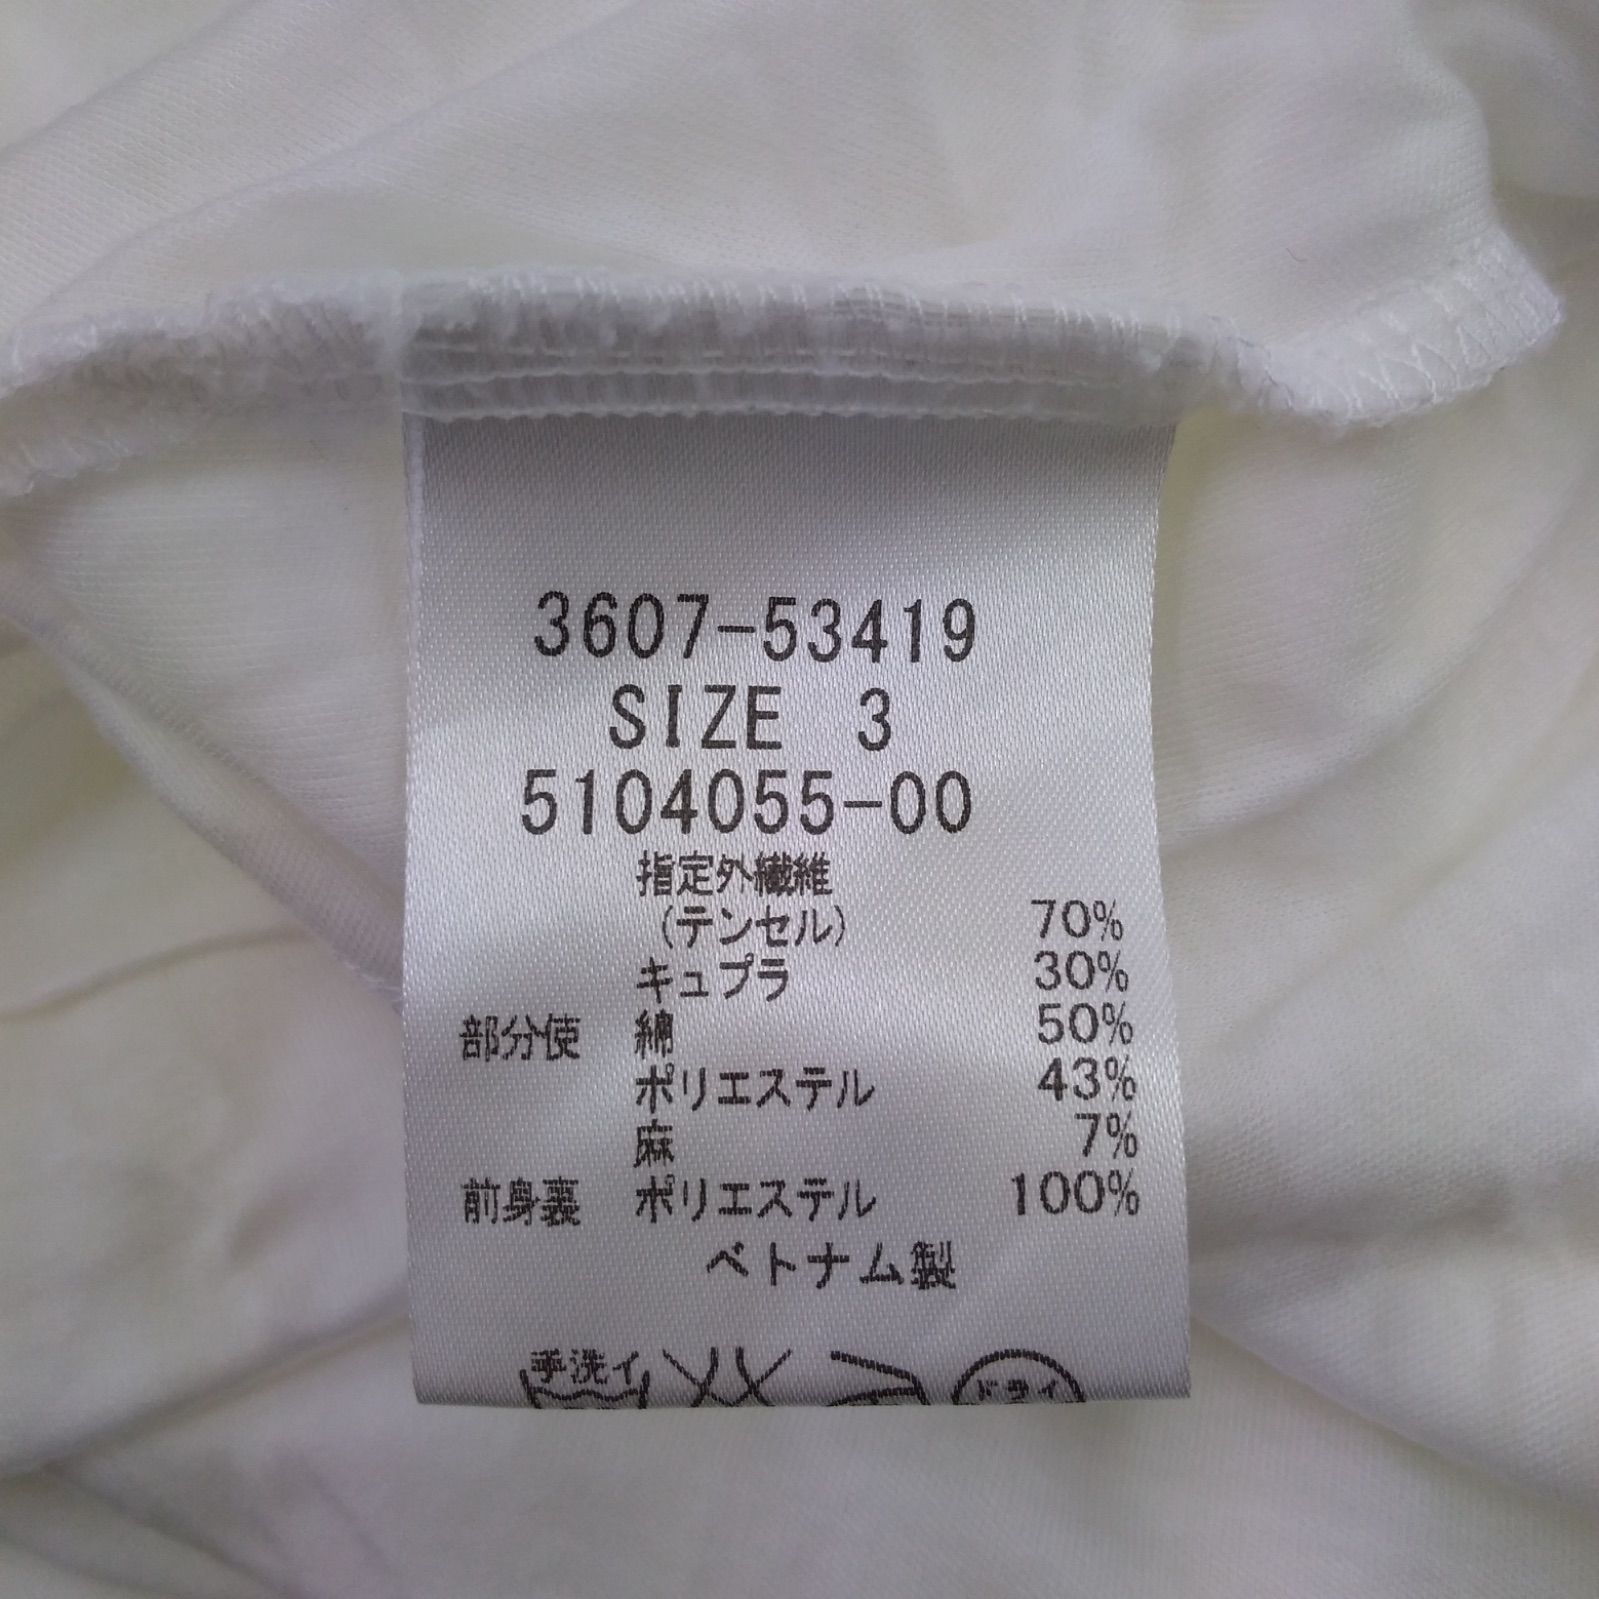 3607-53419
SIZE 3
5104055-00
指定外繊維
(テンセル) 70%
キュプラ 30%
部分使 綿 50%
ポリエステル 43%
麻 7%
前身裏 ポリエステル 100%
ベトナム製
手洗イ
ドライ